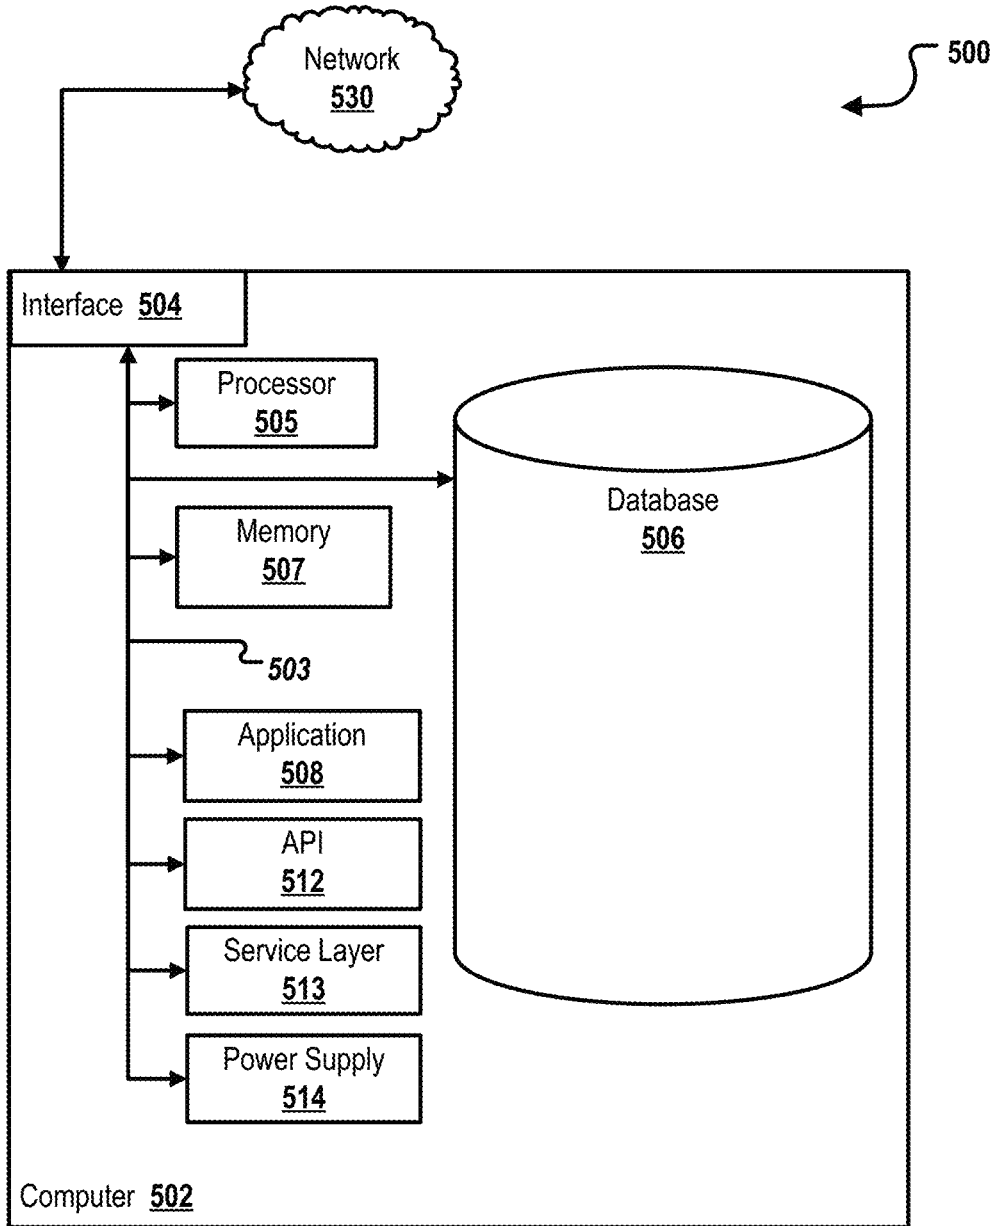 Network
530
500
Interface 504
Processor
505
Database
506
Memory
507
503
Application
508
API
512
Service Layer
513
Power Supply
514
Computer 502